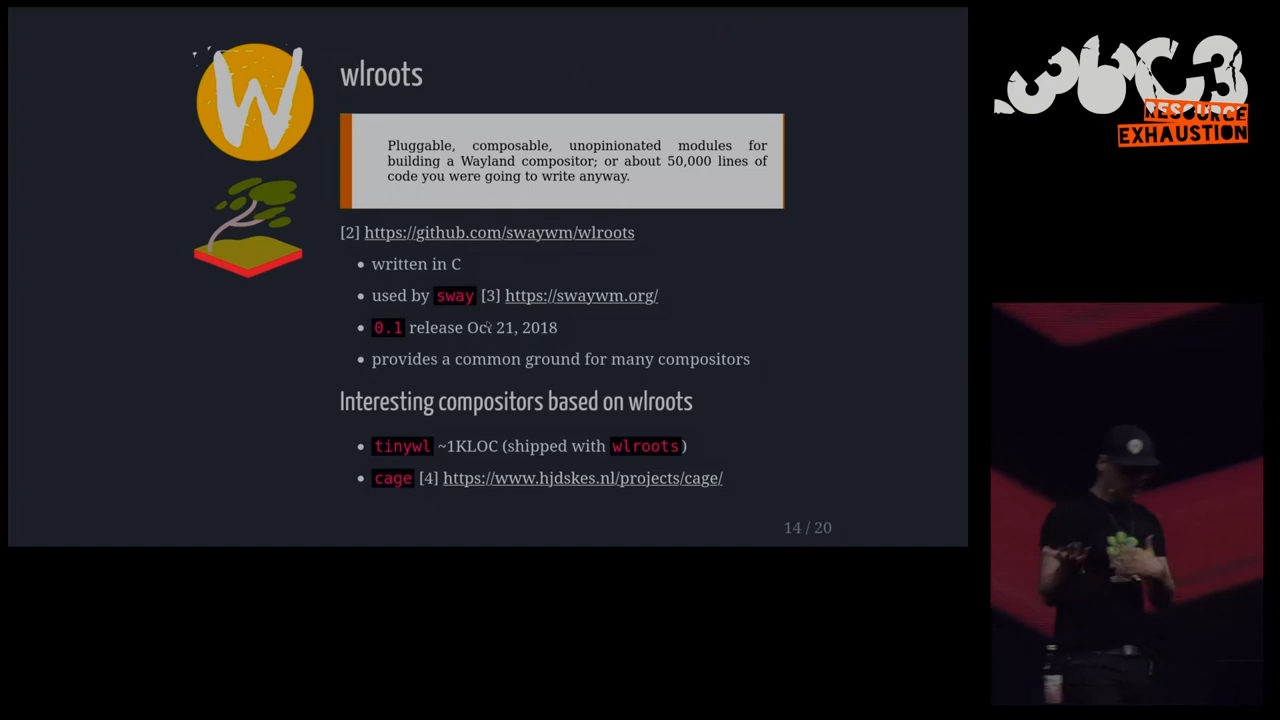 wlroots
Pluggable, composable, unopinionated modules for
building a Wayland compositor; or about 50,000 lines of
code you were going to write anyway.
[2] https://github.com/swaywm/wlroots
• written in C
• used by sway [3] https://swaywm.org/
• 0.1 release Oct 21, 2018
• provides a common ground for many compositors
Interesting compositors based on wlroots
• tinywl ~1KLOC (shipped with wlroots)
• cage [4] https://www.hjdskes.nl/projects/cage/
14 / 20
W
36C3
RESOURCE
EXHAUSTION